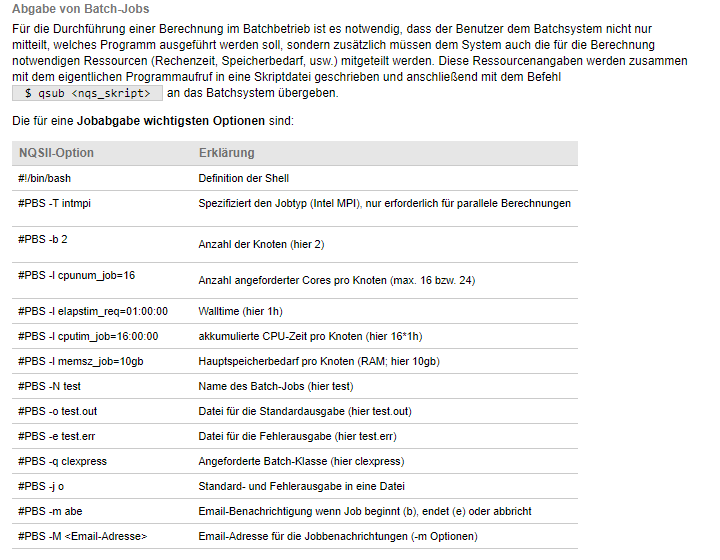 Abgabe von Batch-Jobs
Für die Durchführung einer Berechnung im Batchbetrieb ist es notwendig, dass der Benutzer dem Batchsystem nicht nur
mitteilt, welches Programm ausgeführt werden soll, sondern zusätzlich müssen dem System auch die für die Berechnung
notwendigen Ressourcen (Rechenzeit, Speicherbedarf, usw.) mitgeteilt werden. Diese Ressourcenangaben werden zusammen
mit dem eigentlichen Programmaufruf in eine Skriptdatei geschrieben und anschließend mit dem Befehl
$ qsub <nqs_skript> an das Batchsystem übergeben.
Die für eine Jobabgabe wichtigsten Optionen sind:
NQSII-Option Erklärung
#!/bin/bash Definition der Shell
#PBS -T intmpi Spezifiziert den Jobtyp (Intel MPI), nur erforderlich für parallele Berechnungen
#PBS -b 2 Anzahl der Knoten (hier 2)
#PBS -l cpunum_job=16 Anzahl angeforderter Cores pro Knoten (max. 16 bzw. 24)
#PBS -l elapstim_req=01:00:00 Walltime (hier 1h)
#PBS -l cputim_job=16:00:00 akkumulierte CPU-Zeit pro Knoten (hier 16*1h)
#PBS -l memsz_job=10gb Hauptspeicherbedarf pro Knoten (RAM; hier 10gb)
#PBS -N test Name des Batch-Jobs (hier test)
#PBS -o test.out Datei für die Standardausgabe (hier test.out)
#PBS -e test.err Datei für die Fehlerausgabe (hier test.err)
#PBS -q clexpress Angeforderte Batch-Klasse (hier clexpress)
#PBS -j o Standard- und Fehlerausgabe in eine Datei
#PBS -m abe Email-Benachrichtigung wenn Job beginnt (b), endet (e) oder abbricht
#PBS -M <Email-Adresse> Email-Adresse für die Jobbenachrichtungen (-m Optionen)